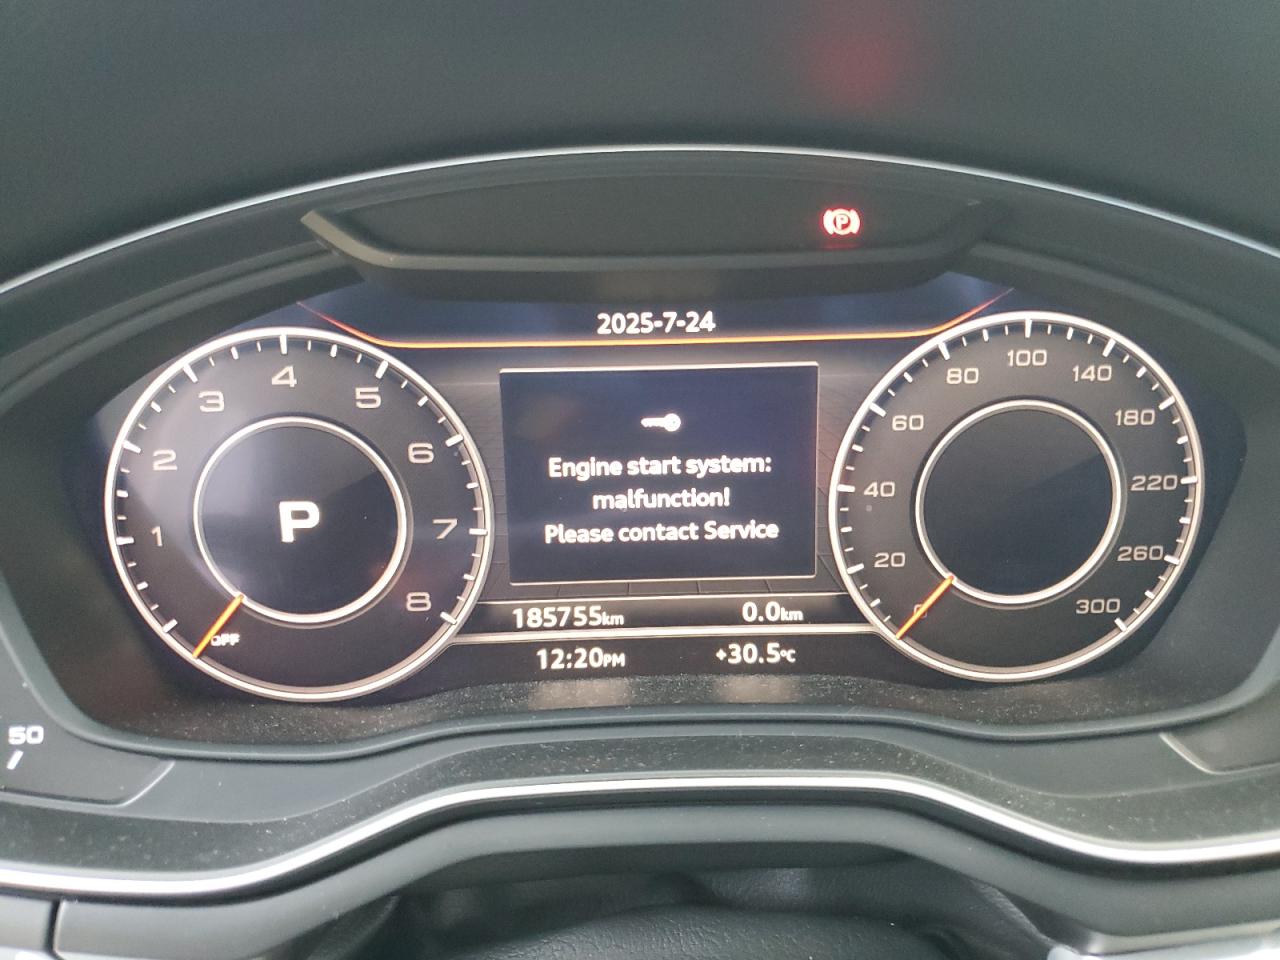 P
2025-7-24
1
2
3
4
5
6
7
8
OFF
P
Engine start system:
malfunction!
Please contact Service
0
20
40
60
80
100
140
180
220
260
300
185755km
0.0km
12:20PM
+30.5°C
50